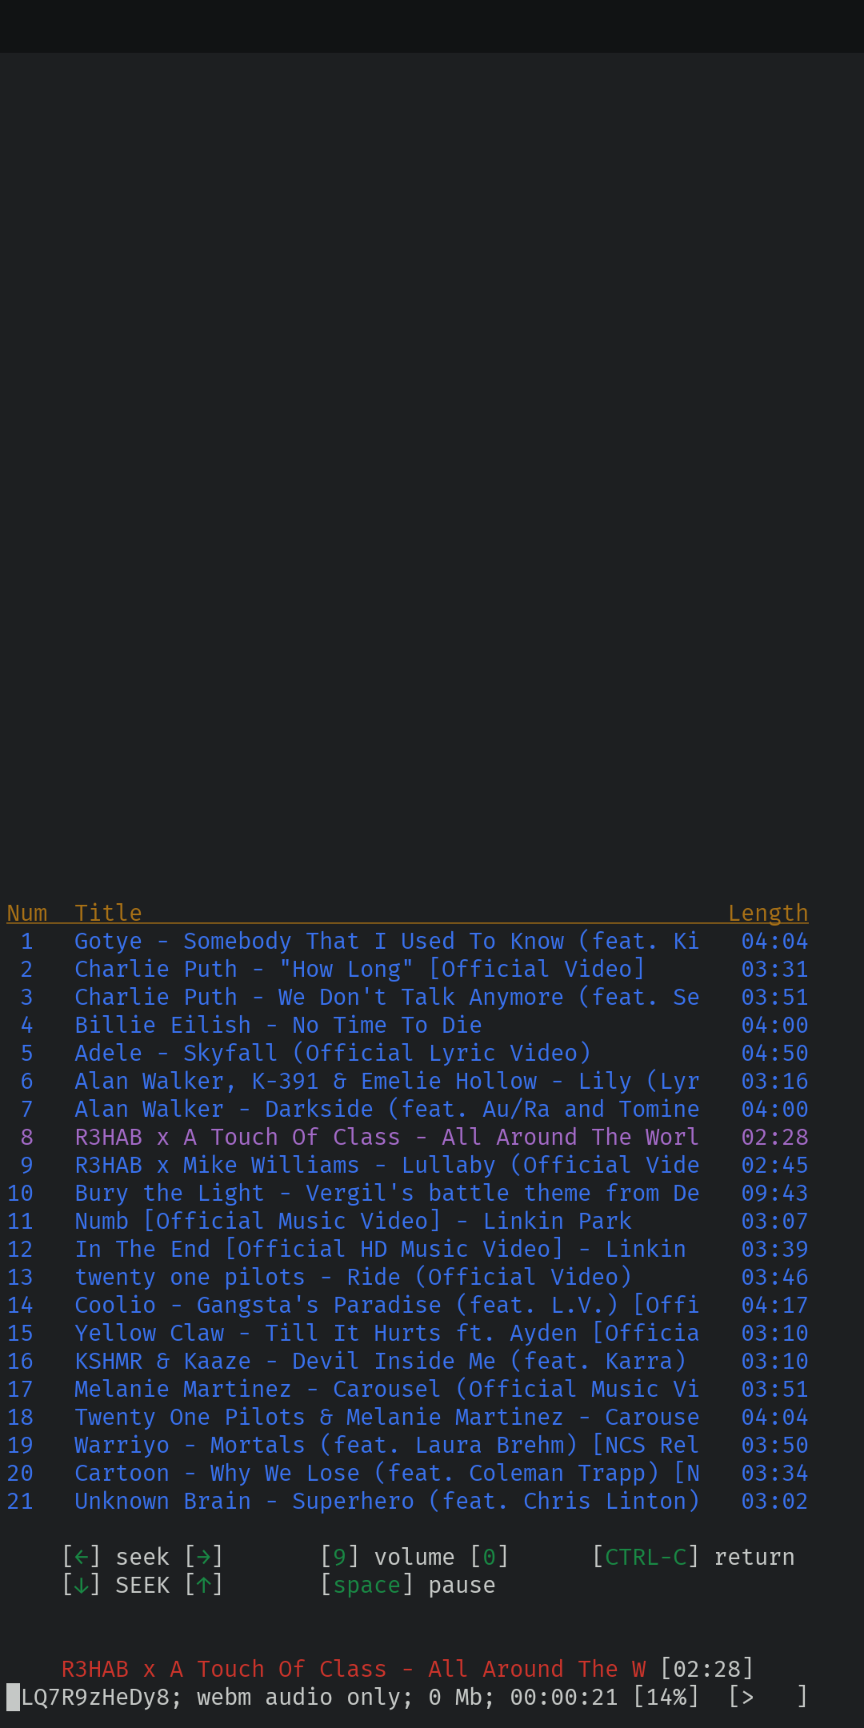 Num  Title  Length
1  Gotye - Somebody That I Used To Know (feat. Ki  04:04
2  Charlie Puth - "How Long" [Official Video]  03:31
3  Charlie Puth - We Don't Talk Anymore (feat. Se  03:51
4  Billie Eilish - No Time To Die  04:00
5  Adele - Skyfall (Official Lyric Video)  04:50
6  Alan Walker, K-391 & Emelie Hollow - Lily (Lyr  03:16
7  Alan Walker - Darkside (feat. Au/Ra and Tomine  04:00
8  R3HAB x A Touch Of Class - All Around The Worl  02:28
9  R3HAB x Mike Williams - Lullaby (Official Vide  02:45
10  Bury the Light - Vergil's battle theme from De  09:43
11  Numb [Official Music Video] - Linkin Park  03:07
12  In The End [Official HD Music Video] - Linkin  03:39
13  twenty one pilots - Ride (Official Video)  03:46
14  Coolio - Gangsta's Paradise (feat. L.V.) [Offi  04:17
15  Yellow Claw - Till It Hurts ft. Ayden [Officia  03:10
16  KSHMR & Kaaze - Devil Inside Me (feat. Karra)  03:10
17  Melanie Martinez - Carousel (Official Music Vi  03:51
18  Twenty One Pilots & Melanie Martinez - Carouse  04:04
19  Warriyo - Mortals (feat. Laura Brehm) [NCS Rel  03:50
20  Cartoon - Why We Lose (feat. Coleman Trapp) [N  03:34
21  Unknown Brain - Superhero (feat. Chris Linton)  03:02
[←] seek [→]  [9] volume [0]  [CTRL-C] return
[↓] SEEK [↑]  [space] pause
R3HAB x A Touch Of Class - All Around The W [02:28]
LQ7R9zHeDy8; webm audio only; 0 Mb; 00:00:21 [14%]  [>   ]